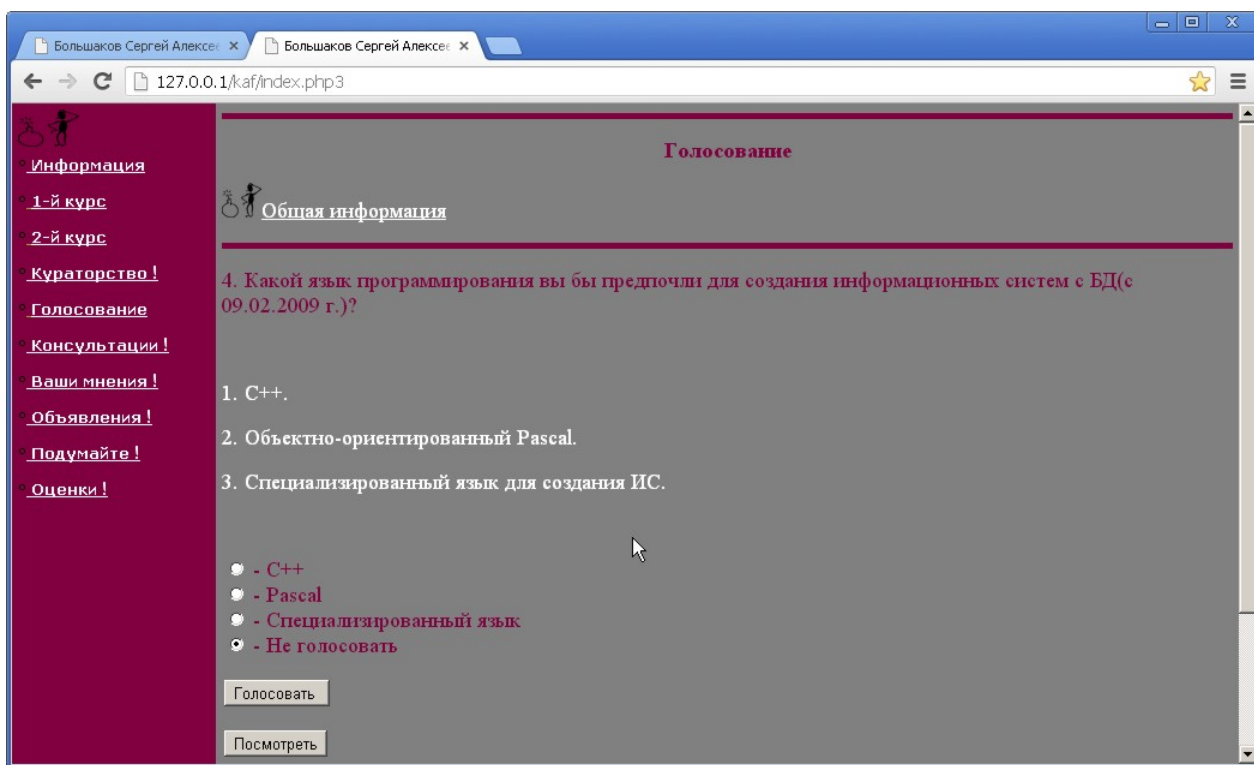 Большаков Сергей Алексее
Большаков Сергей Алексее
127.0.0.1/kaf/index.php3
Информация
1-й курс
2-й курс
Кураторство !
Голосование
Консультации !
Ваши мнения !
Объявления !
Подумайте !
Оценки !
Голосование
Общая информация
4. Какой язык программирования вы бы предпочли для создания информационных систем с БД(с
09.02.2009 г.)?
1. C++.
2. Объектно-ориентированный Pascal.
3. Специализированный язык для создания ИС.
- C++
- Pascal
- Специализированный язык
- Не голосовать
Голосовать
Посмотреть